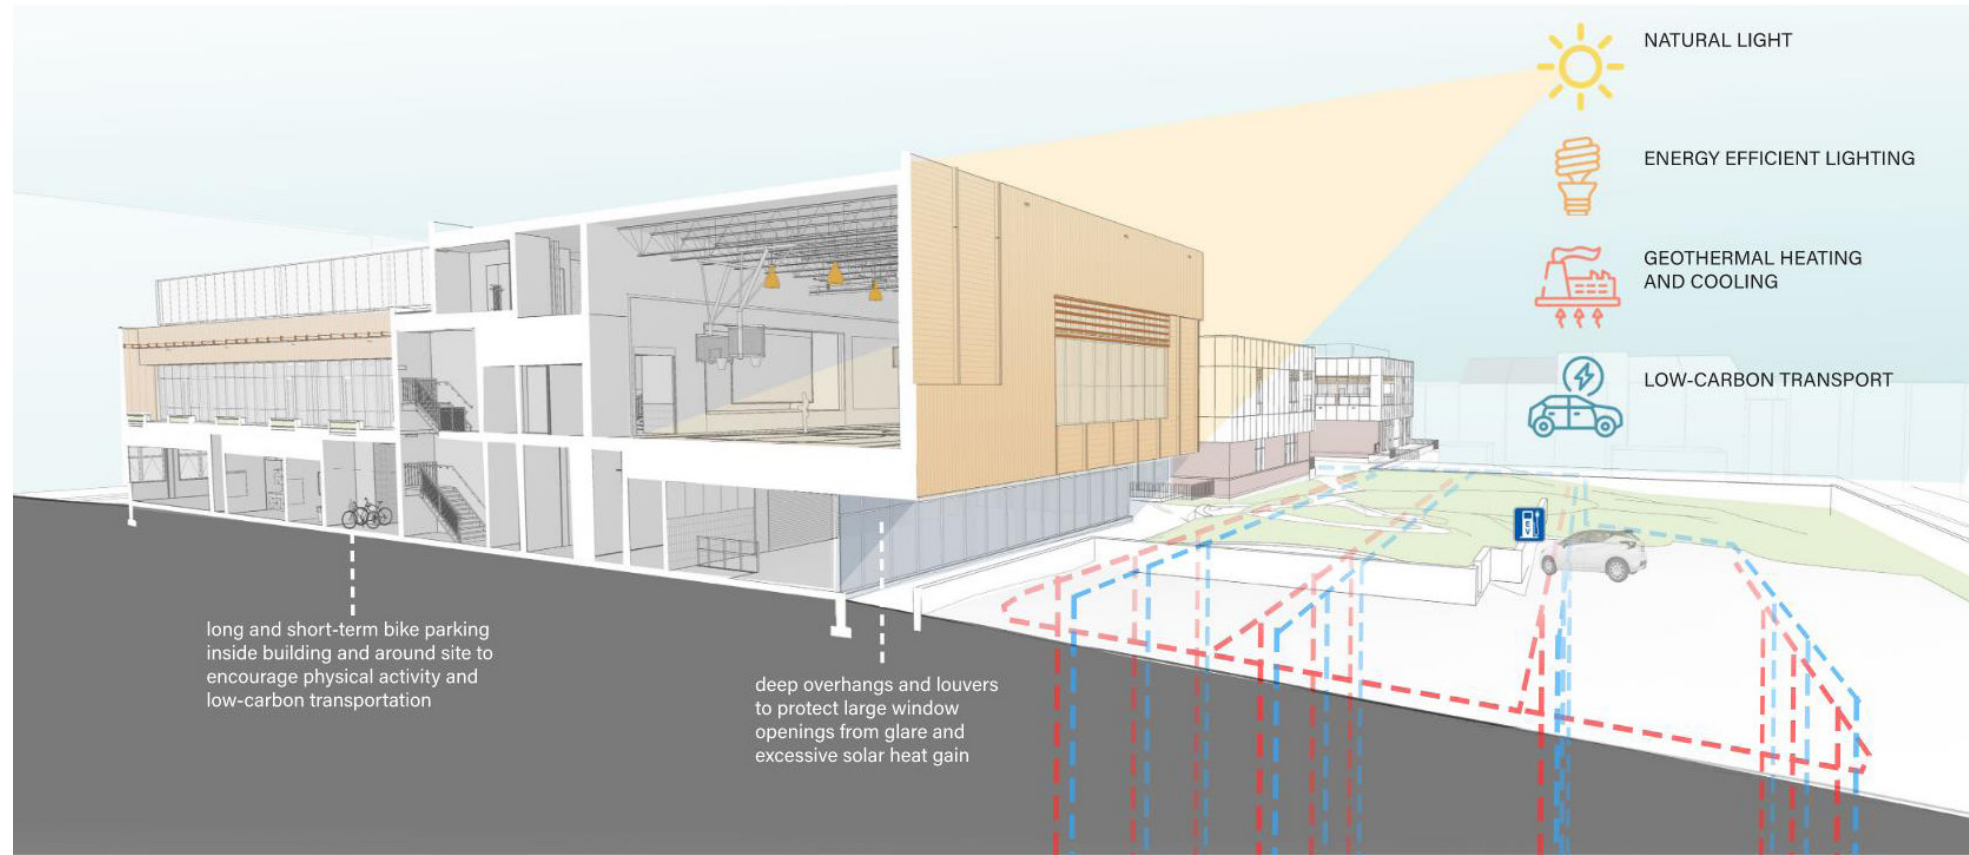 NATURAL LIGHT
ENERGY EFFICIENT LIGHTING
GEOTHERMAL HEATING
AND COOLING
LOW-CARBON TRANSPORT
EV
long and short-term bike parking
inside building and around site to
encourage physical activity and
low-carbon transportation
deep overhangs and louvers
to protect large window
openings from glare and
excessive solar heat gain